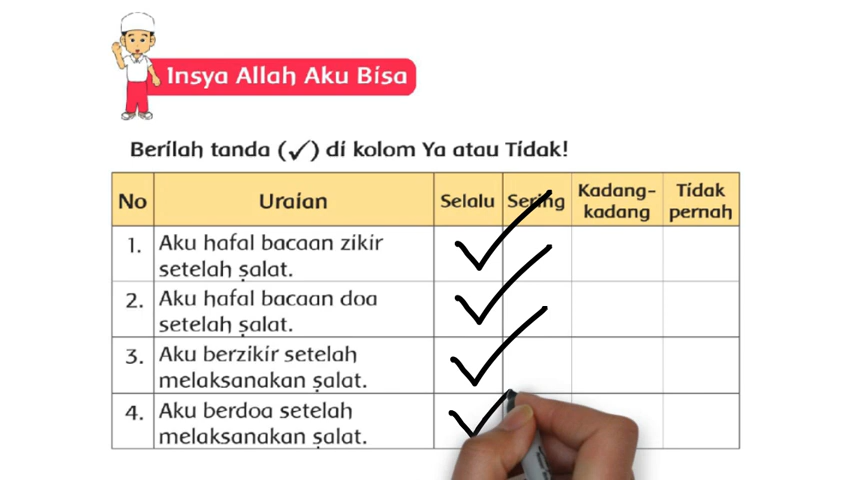 Insya Allah Aku Bisa
Berilah tanda (✓) di kolom Ya atau Tidak!
No Uraian Selalu Sering Kadang-kadang Tidak pernah
1. Aku hafal bacaan zikir
setelah ṣalat.
2. Aku hafal bacaan doa
setelah ṣalat.
3. Aku berzikir setelah
melaksanakan ṣalat.
4. Aku berdoa setelah
melaksanakan ṣalat.